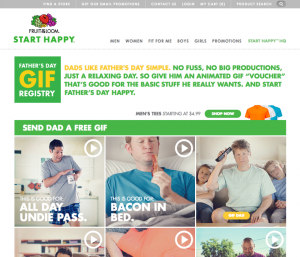 FIND A STORE
GET OUR EMAIL PROMOTIONS
CONTACT US
SIGN IN
MY CART
PRODUCT SEARCH
FRUIT OF THE LOOM.
START HAPPY.
MEN WOMEN FIT FOR ME BOYS GIRLS PROMOTIONS START HAPPY™ HQ
FATHER'S DAY
GIF
REGISTRY
DADS LIKE FATHER'S DAY SIMPLE. NO FUSS, NO BIG PRODUCTIONS,
JUST A RELAXING DAY. SO GIVE HIM AN ANIMATED GIF "VOUCHER"
THAT'S GOOD FOR THE BASIC STUFF HE REALLY WANTS. AND START
FATHER'S DAY HAPPY.
MEN'S TEES STARTING AT $4.99
SHOP NOW
SEND DAD A FREE GIF
THIS IS GOOD FOR
ALL DAY
UNDIE PASS.
THIS IS GOOD FOR
BACON IN
BED.